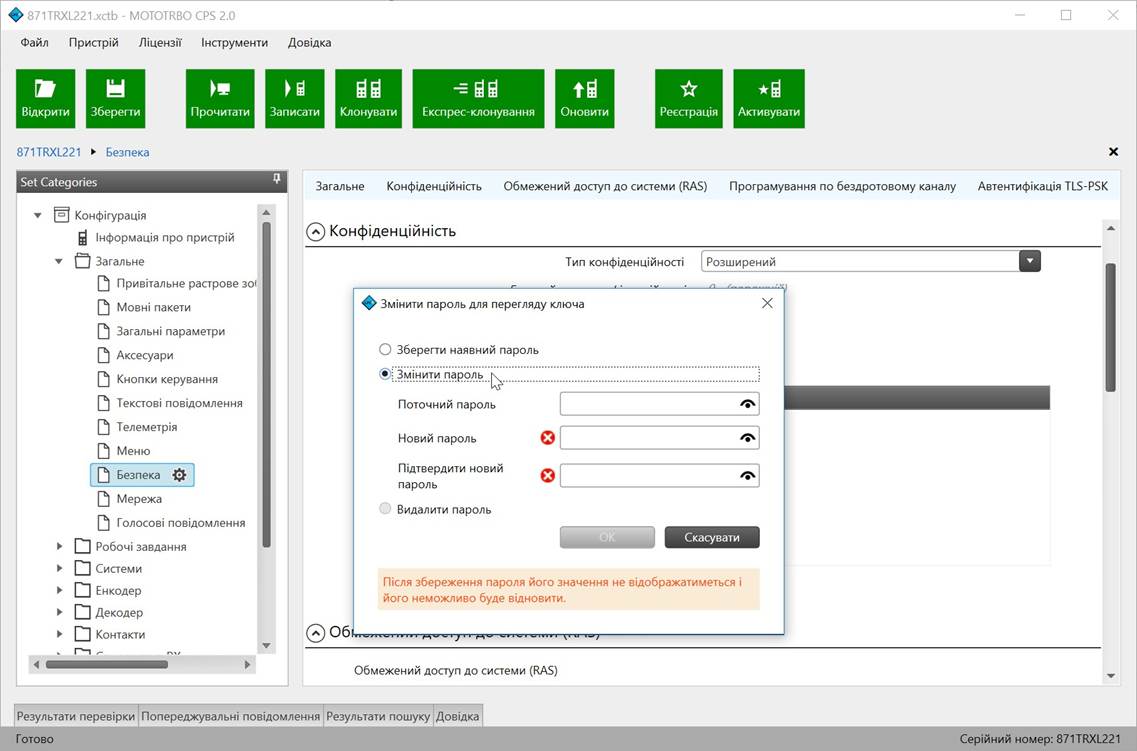 871TRXL221.xctb - MOTOTRBO CPS 2.0
Файл Пристрій Ліцензії Інструменти Довідка
Відкрити Зберегти Прочитати Записати Клонувати Експрес-клонування Оновити Реєстрація Активувати
871TRXL221 Безпека
Set Categories
Конфігурація
Інформація про пристрій
Загальне
Привітальне растрове зоб
Мовні пакети
Загальні параметри
Аксесуари
Кнопки керування
Текстові повідомлення
Телеметрія
Меню
Безпека
Мережа
Голосові повідомлення
Робочі завдання
Системи
Енкодер
Декодер
Контакти
Загальне Конфіденційність Обмежений доступ до системи (RAS) Програмування по бездротовому каналу Автентифікація TLS-PSK
Конфіденційність
Тип конфіденційності Розширений
Змінити пароль для перегляду ключа
Зберегти наявний пароль
Змінити пароль
Поточний пароль
Новий пароль
Підтвердити новий
пароль
Видалити пароль
OK Скасувати
Після збереження пароля його значення не відображатиметься і
його неможливо буде відновити.
Обмежений доступ до системи (RAS)
Обмежений доступ до системи (RAS)
Результати перевірки Попереджувальні повідомлення Результати пошуку Довідка
Готово Серійний номер: 871TRXL221